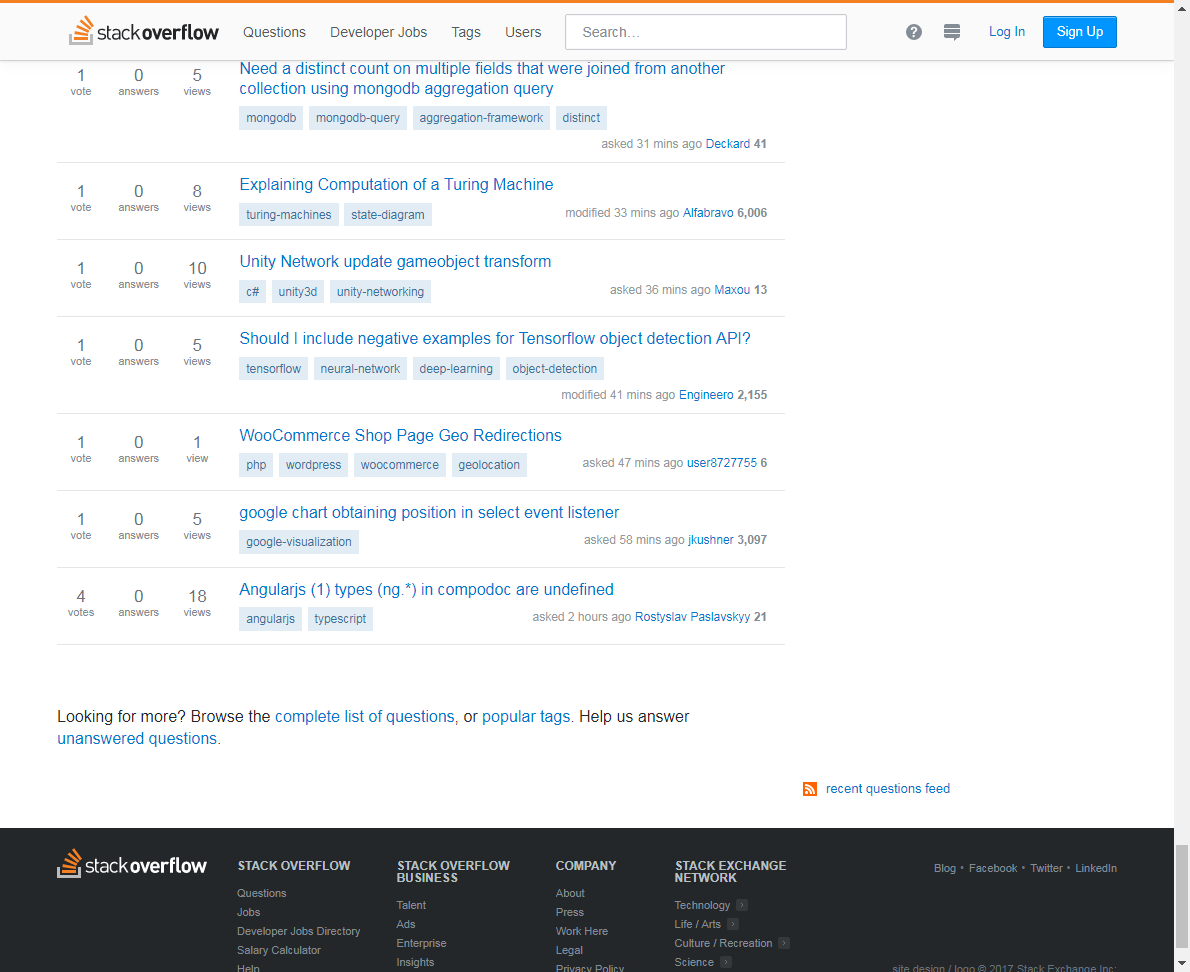 stackoverflow Questions Developer Jobs Tags Users Search... ? Log In Sign Up
1 0 5 Need a distinct count on multiple fields that were joined from another
vote answers views collection using mongodb aggregation query
mongodb mongodb-query aggregation-framework distinct
asked 31 mins ago Deckard 41
1 0 8 Explaining Computation of a Turing Machine
vote answers views turing-machines state-diagram modified 33 mins ago Alfabravo 6,006
1 0 10 Unity Network update gameobject transform
vote answers views c# unity3d unity-networking asked 36 mins ago Maxou 13
1 0 5 Should I include negative examples for Tensorflow object detection API?
vote answers views tensorflow neural-network deep-learning object-detection
modified 41 mins ago Engineero 2,155
1 0 1 WooCommerce Shop Page Geo Redirections
vote answers view php wordpress woocommerce geolocation asked 47 mins ago user8727755 6
1 0 5 google chart obtaining position in select event listener
vote answers views google-visualization asked 58 mins ago jkushner 3,097
4 0 18 Angularjs (1) types (ng.*) in compodoc are undefined
votes answers views angularjs typescript asked 2 hours ago Rostyslav Paslavskyy 21
Looking for more? Browse the complete list of questions, or popular tags. Help us answer
unanswered questions.
recent questions feed
stackoverflow
STACK OVERFLOW
Questions
Jobs
Developer Jobs Directory
Salary Calculator
Help
STACK OVERFLOW
BUSINESS
Talent
Ads
Enterprise
Insights
COMPANY
About
Press
Work Here
Legal
Privacy Policy
STACK EXCHANGE
NETWORK
Technology
Life / Arts
Culture / Recreation
Science
Blog • Facebook • Twitter • LinkedIn
site design / logo © 2017 Stack Exchange Inc;